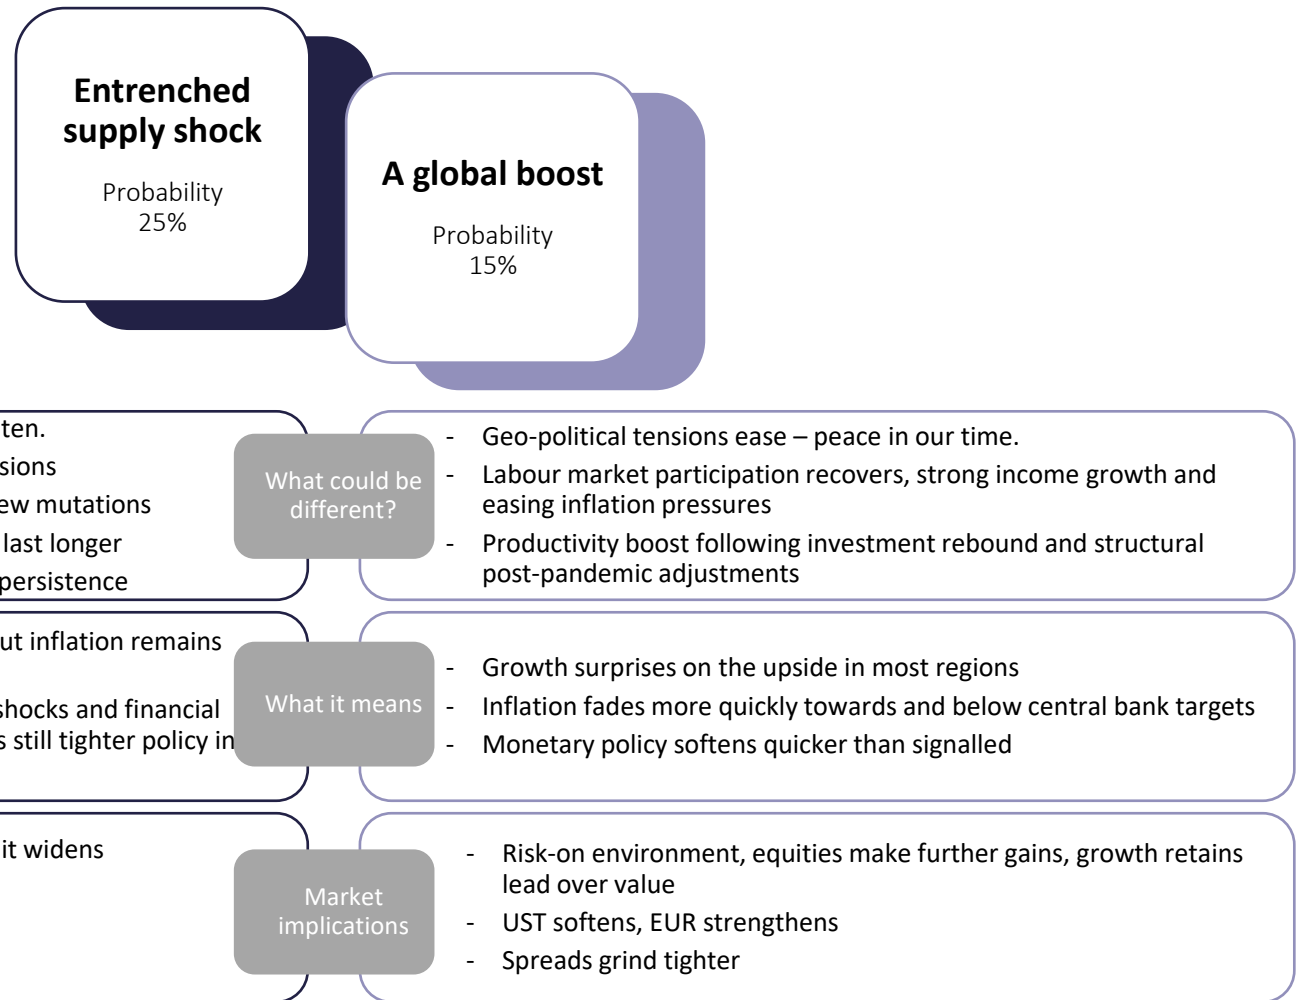 Entrenched
supply shock
Probability
25%
A global boost
Probability
15%
ten.
sions
ew mutations
last longer
persistence
What could be
different?
- Geo-political tensions ease – peace in our time.
- Labour market participation recovers, strong income growth and
easing inflation pressures
- Productivity boost following investment rebound and structural
post-pandemic adjustments
ut inflation remains
shocks and financial
s still tighter policy in
What it means
- Growth surprises on the upside in most regions
- Inflation fades more quickly towards and below central bank targets
- Monetary policy softens quicker than signalled
it widens
Market
implications
- Risk-on environment, equities make further gains, growth retains
lead over value
- UST softens, EUR strengthens
- Spreads grind tighter